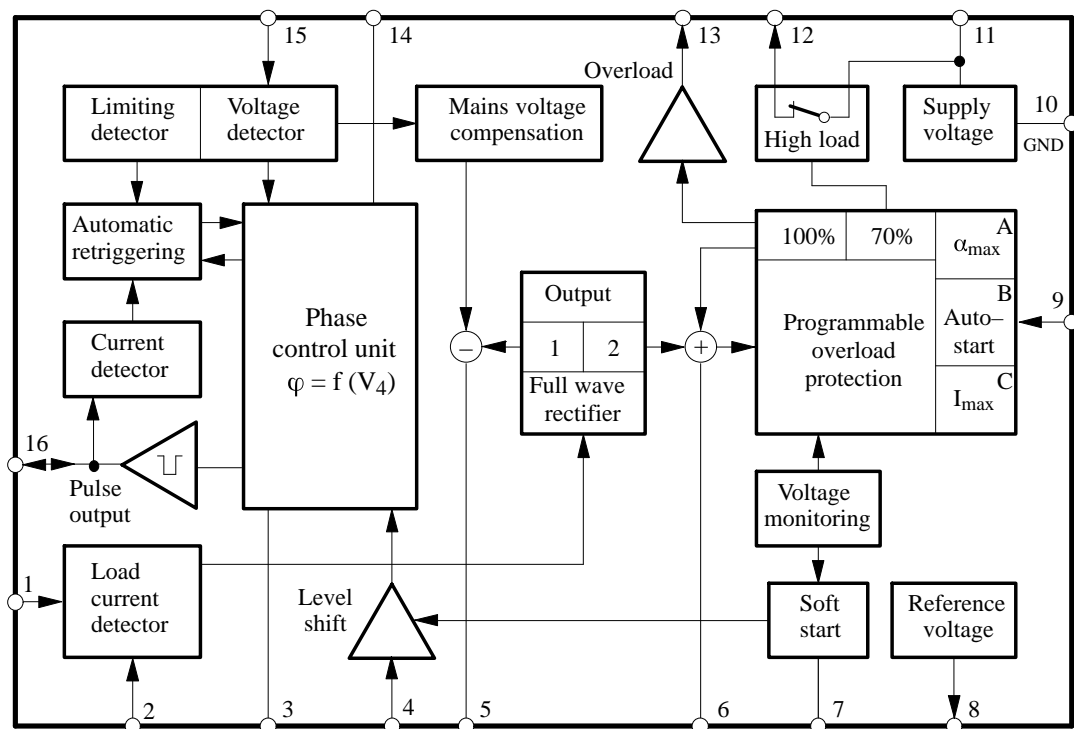 15
14
13
12
11
Overload
Limiting
detector
Voltage
detector
Mains voltage
compensation
High load
Supply
voltage
10
GND
Automatic
retriggering
100%
70%
A
αmax
Output
B
Auto–
start
9
Phase
control unit
φ = f (V4)
Current
detector
–
1
2
+
Programmable
overload
protection
Full wave
rectifier
C
Imax
16
Pulse
output
Voltage
monitoring
1
Load
current
detector
Level
shift
Soft
start
Reference
voltage
2
3
4
5
6
7
8